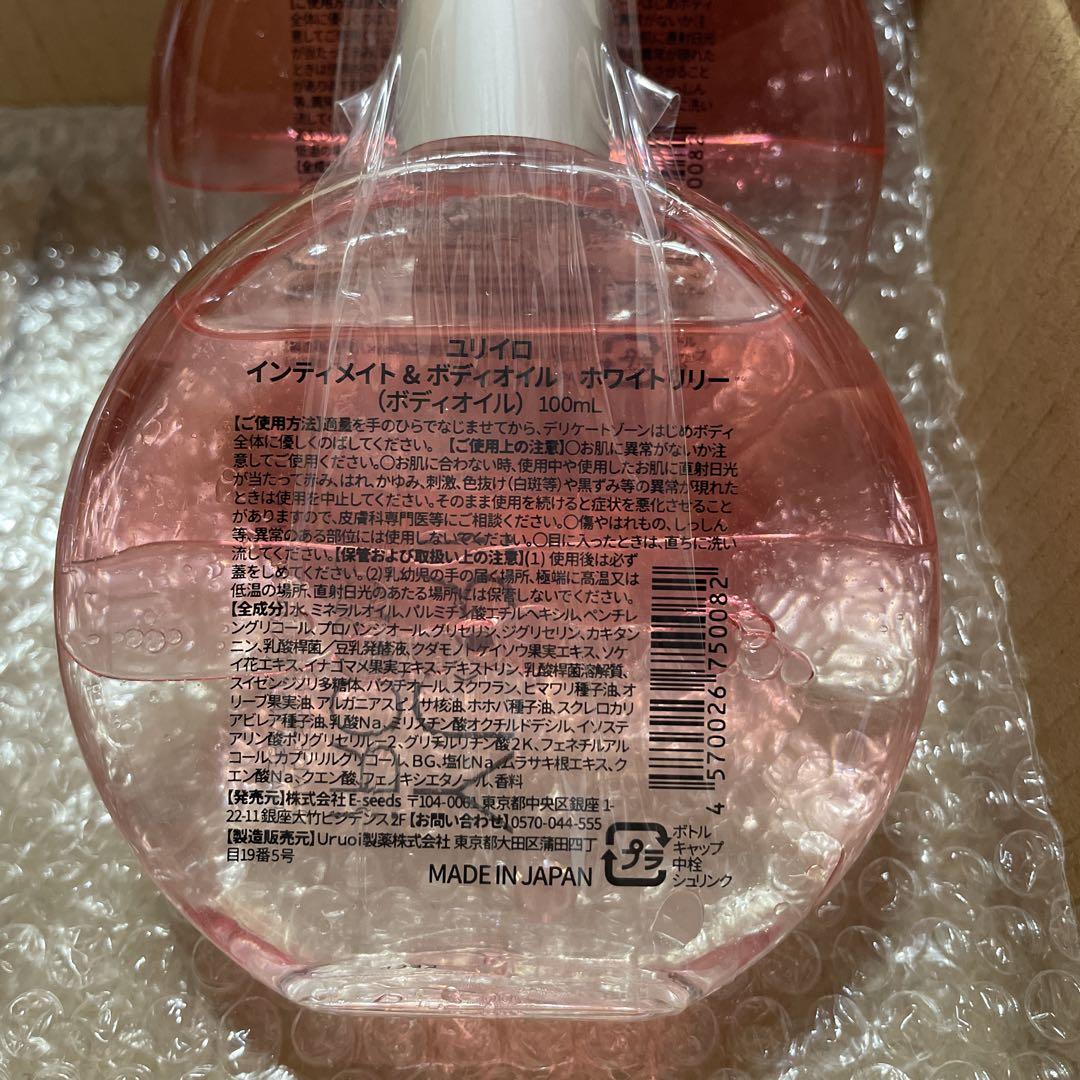 ユリイロ
インティメイト & ボディオイル　ホワイトリリー
(ボディオイル) 100mL
【ご使用方法】適量を手のひらでなじませてから、デリケートゾーンはじめボディ
全体に優しくのばしてください。【ご使用上の注意】〇お肌に異常がないか注
意してご使用ください。〇お肌に合わない時、使用中や使用したお肌に直射日光
が当たって赤み、はれ、かゆみ、刺激、色抜け(白斑等)や黒ずみ等の異常が現れた
ときは使用を中止してください。そのまま使用を続けると症状を悪化させること
がありますので、皮膚科専門医等にご相談ください。〇傷やはれもの、しっしん
等、異常のある部位には使用しないでください。〇目に入ったときは、直ちに洗い
流してください。【保管および取扱い上の注意】(1) 使用後は必ず
蓋をしめてください。(2)乳幼児の手の届く場所、極端に高温又は
低温の場所、直射日光のあたる場所には保管しないでください。
【全成分】水、ミネラルオイル、パルミチン酸エチルヘキシル、ペンチレ
ングリコール、プロパンジオール、グリセリン、ジグリセリン、カキタン
ニン、乳酸桿菌/豆乳発酵液、クダモノトケイソウ果実エキス、ソケ
イ花エキス、イナゴマメ果実エキス、デキストリン、乳酸桿菌溶解質、
スイゼンジノリ多糖体、バクチオール、スクワラン、ヒマワリ種子油、オ
リーブ果実油、アルガニアスピノサ核油、ホホバ種子油、スクレロカリ
アビレア種子油、乳酸Na、ミリスチン酸オクチルドデシル、イソステ
アリン酸ポリグリセリル-2、グリチルリチン酸2K、フェネチルアル
コール、カプリリルグリコール、BG、塩化Na、ムラサキ根エキス、ク
エン酸Na、クエン酸、フェノキシエタノール、香料
【発売元】株式会社 E-seeds 〒104-0061 東京都中央区銀座 1-
22-11 銀座大竹ビジデンス 2F 【お問い合わせ】0570-044-555
【製造販売元】Uruoi製薬株式会社 東京都大田区蒲田四丁
目19番5号
MADE IN JAPAN
プラ
ボトル
キャップ
中栓
シュリンク
4 570026 750082